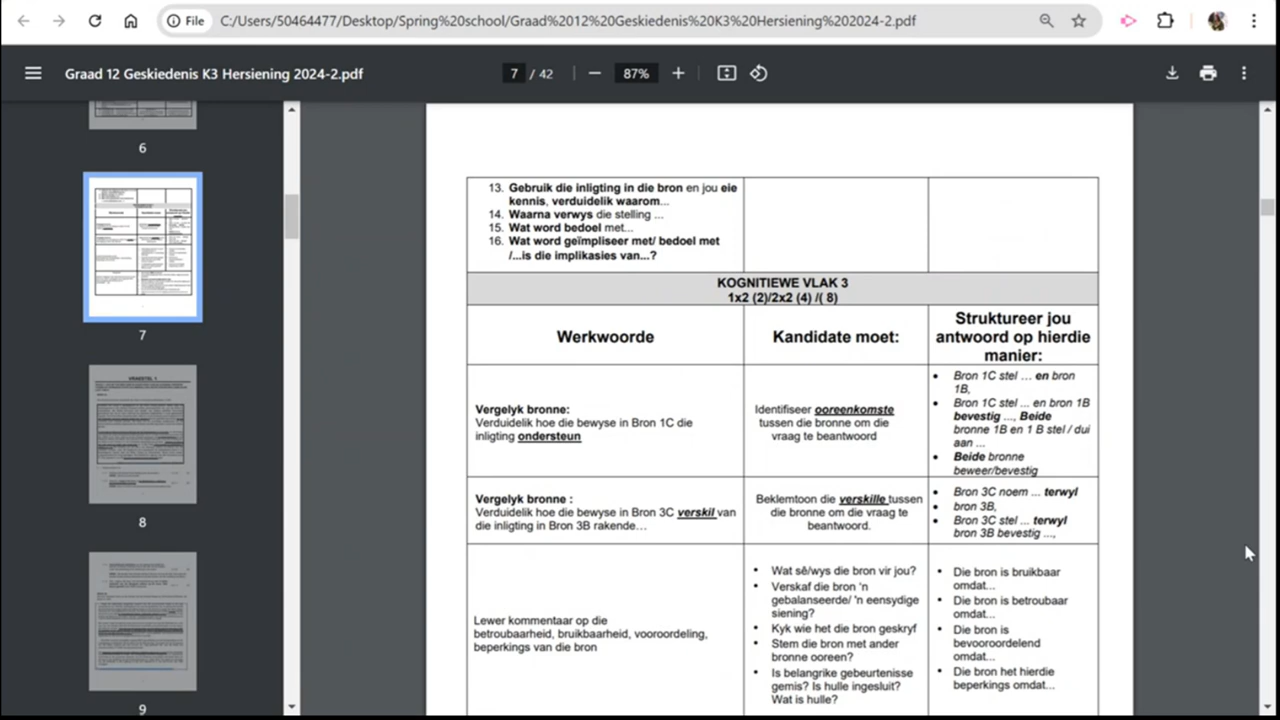 File
C:/Users/50464477/Desktop/Spring%20school/Graad%2012%20Geskiedenis%20K3%20Hersiening%202024-2.pdf
Graad 12 Geskiedenis K3 Hersiening 2024-2.pdf
7 / 42
87%
6
7
8
9
13. Gebruik die inligting in die bron en jou eie
kennis, verduidelik waarom...
14. Waarna verwys die stelling ...
15. Wat word bedoel met...
16. Wat word geïmpliseer met/ bedoel met
/...is die implikasies van...?
KOGNITIEWE VLAK 3
1x2 (2)/2x2 (4) /( 8)
Werkwoorde
Kandidate moet:
Struktureer jou
antwoord op hierdie
manier:
Vergelyk bronne:
Verduidelik hoe die bewyse in Bron 1C die
inligting ondersteun
Identifiseer ooreenkomste
tussen die bronne om die
vraag te beantwoord
• Bron 1C stel ... en bron
1B,
• Bron 1C stel ... en bron 1B
bevestig ..., Beide
bronne 1B en 1 B stel / dui
aan ...
• Beide bronne
beweer/bevestig
Vergelyk bronne :
Verduidelik hoe die bewyse in Bron 3C verskil van
die inligting in Bron 3B rakende...
Beklemtoon die verskille tussen
die bronne om die vraag te
beantwoord.
• Bron 3C noem ... terwyl
• bron 3B,
• Bron 3C stel ... terwyl
bron 3B bevestig ...,
Lewer kommentaar op die
betroubaarheid, bruikbaarheid, vooroordeling,
beperkings van die bron
• Wat sê/wys die bron vir jou?
• Verskaf die bron 'n
gebalanseerde/ 'n eensydige
siening?
• Kyk wie het die bron geskryf
• Stem die bron met ander
bronne ooreen?
• Is belangrike gebeurtenisse
gemis? Is hulle ingesluit?
Wat is hulle?
• Die bron is bruikbaar
omdat...
• Die bron is betroubaar
omdat...
• Die bron is
bevooroordelend
omdat...
• Die bron het hierdie
beperkings omdat...